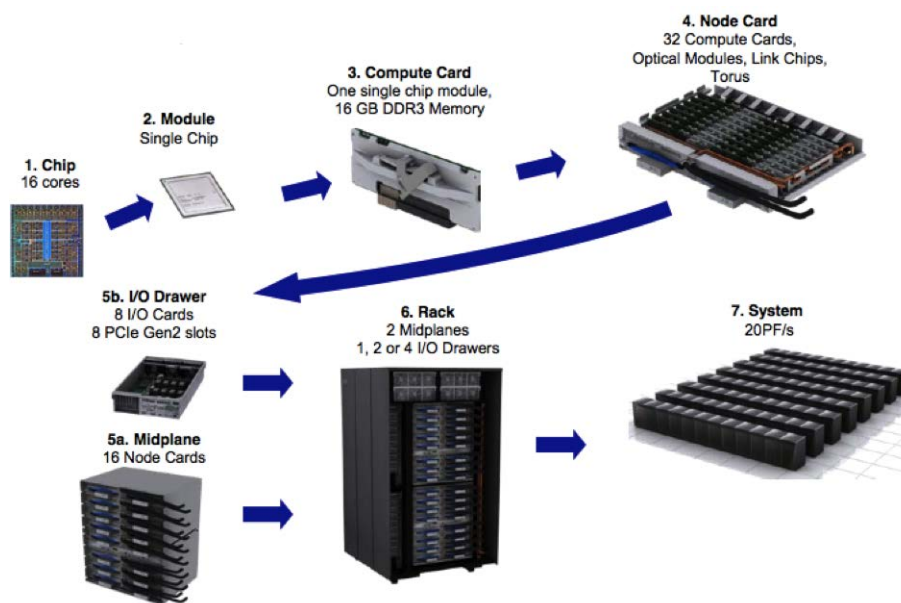 1. Chip
16 cores
2. Module
Single Chip
3. Compute Card
One single chip module,
16 GB DDR3 Memory
4. Node Card
32 Compute Cards,
Optical Modules, Link Chips,
Torus
5b. I/O Drawer
8 I/O Cards
8 PCIe Gen2 slots
5a. Midplane
16 Node Cards
6. Rack
2 Midplanes
1, 2 or 4 I/O Drawers
7. System
20PF/s